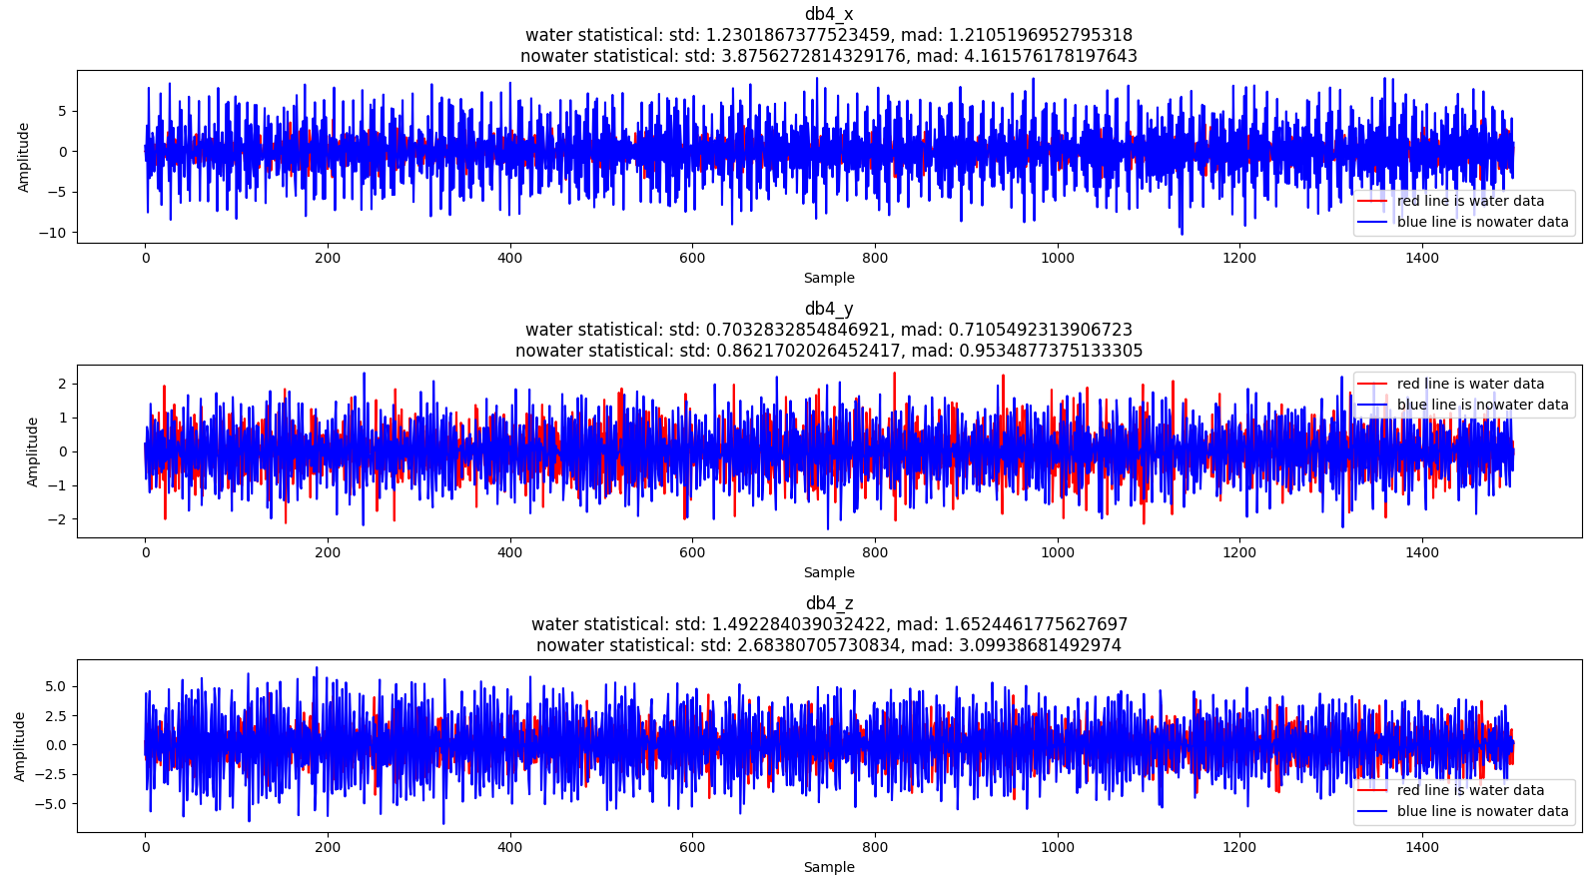 db4_x
water statistical: std: 1.2301867377523459, mad: 1.2105196952795318
nowater statistical: std: 3.8756272814329176, mad: 4.161576178197643
Amplitude
5
0
−5
−10
red line is water data
blue line is nowater data
0 200 400 600 800 1000 1200 1400
Sample
db4_y
water statistical: std: 0.7032832854846921, mad: 0.7105492313906723
nowater statistical: std: 0.8621702026452417, mad: 0.9534877375133305
Amplitude
2
1
0
−1
−2
red line is water data
blue line is nowater data
0 200 400 600 800 1000 1200 1400
Sample
db4_z
water statistical: std: 1.492284039032422, mad: 1.6524461775627697
nowater statistical: std: 2.68380705730834, mad: 3.09938681492974
Amplitude
5.0
2.5
0.0
−2.5
−5.0
red line is water data
blue line is nowater data
0 200 400 600 800 1000 1200 1400
Sample